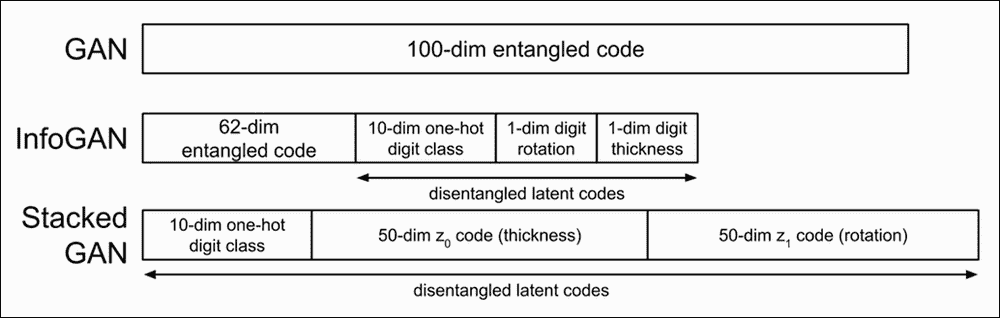 GAN
100-dim entangled code
InfoGAN
62-dim
entangled code
10-dim one-hot
digit class
1-dim digit
rotation
1-dim digit
thickness
disentangled latent codes
Stacked
GAN
10-dim one-hot
digit class
50-dim z0 code (thickness)
50-dim z1 code (rotation)
disentangled latent codes